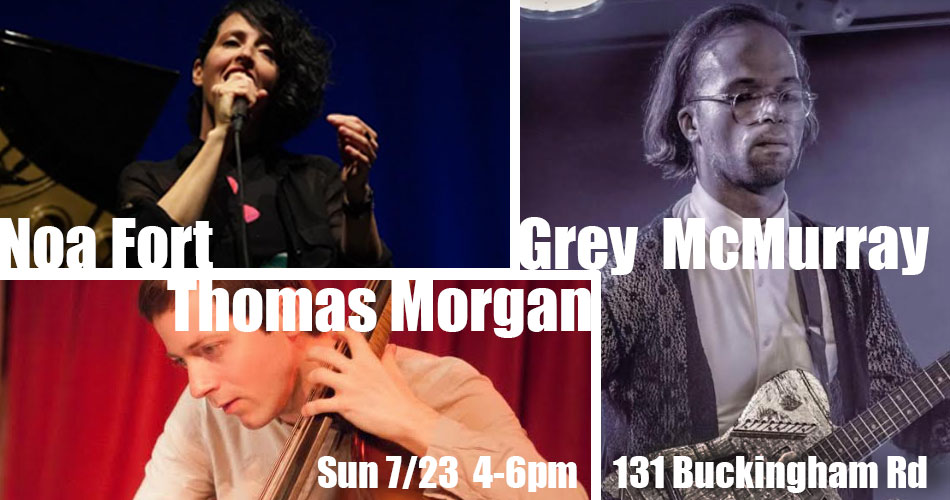 Noa Fort
Grey McMurray
Thomas Morgan
Sun 7/23 4-6pm
131 Buckingham Rd